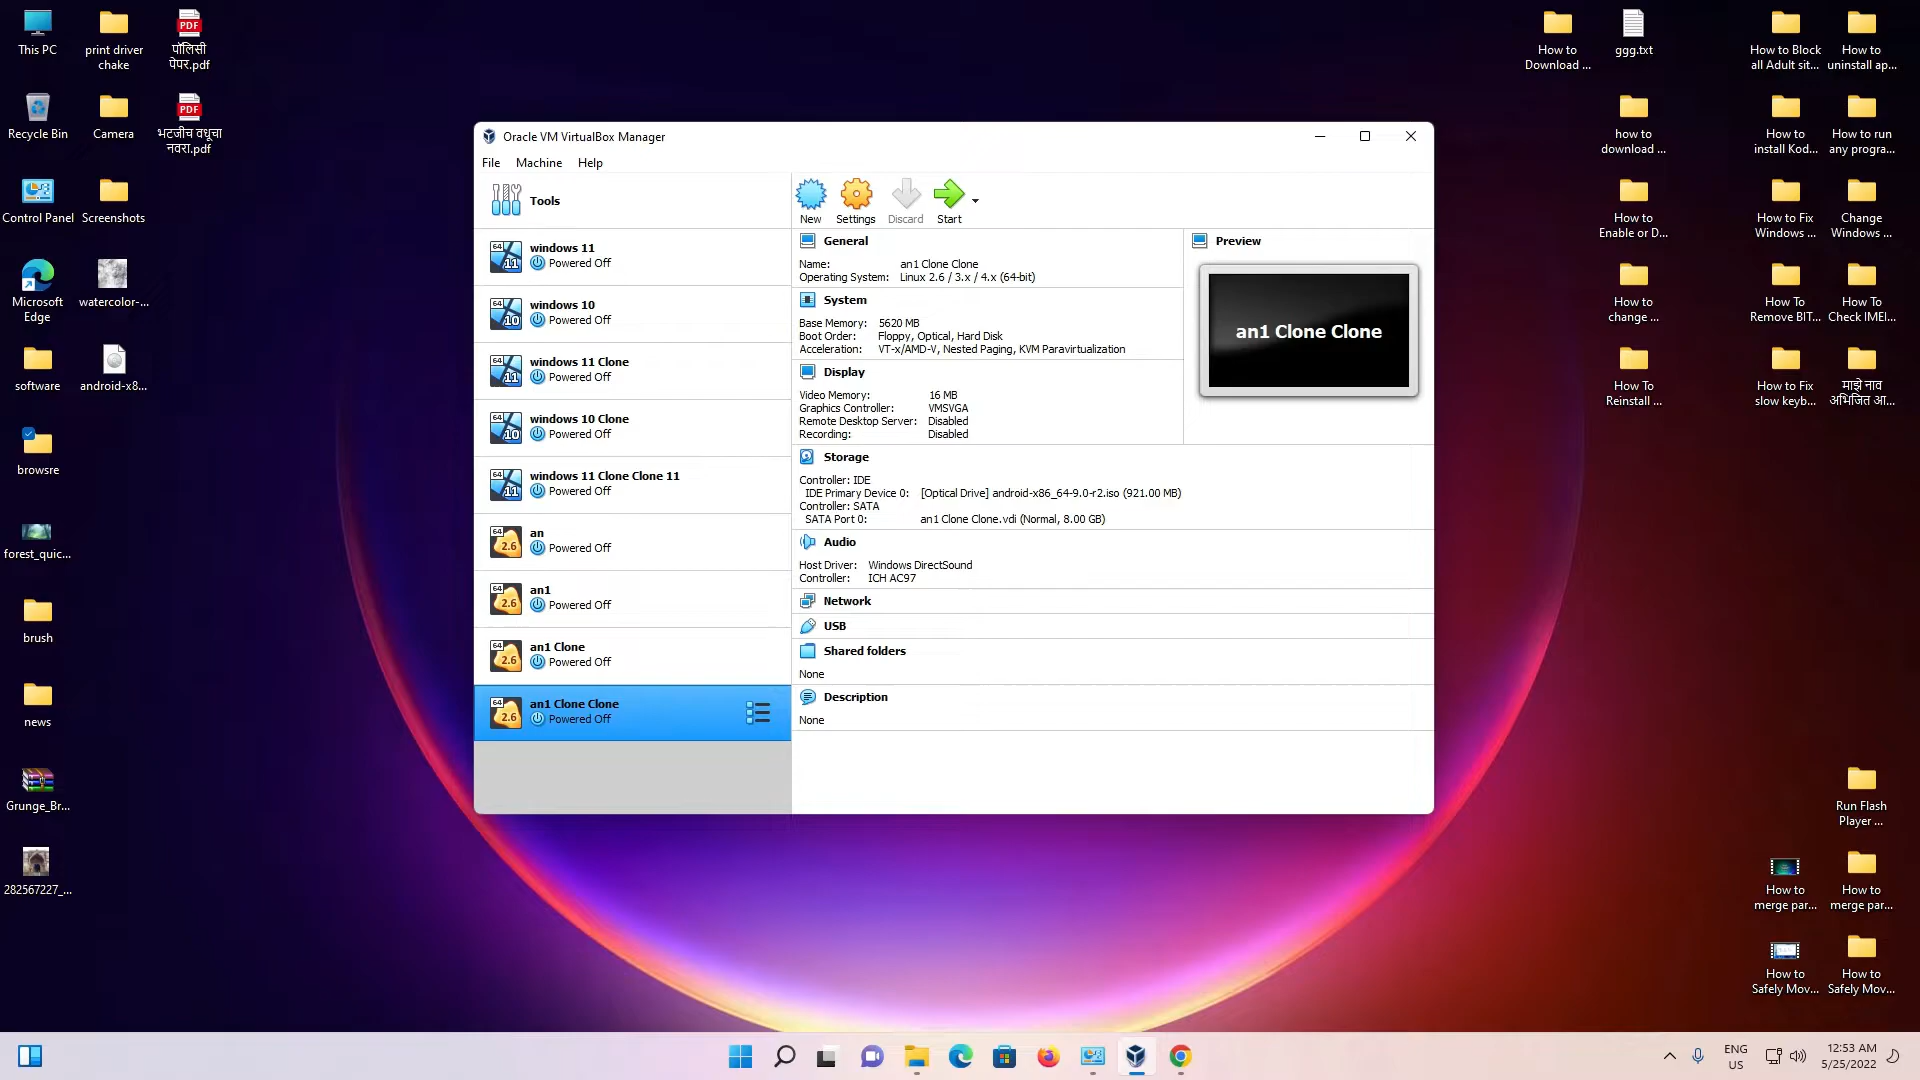 This PC
print driver
chake
पॉलिसी
पेपर.pdf
Recycle Bin
Camera
भटजीच वधूचा
नवरा.pdf
Control Panel
Screenshots
Microsoft
Edge
watercolor-...
software
android-x8...
browsre
forest_quic...
brush
news
Grunge_Br...
282567227_...
Oracle VM VirtualBox Manager
File Machine Help
Tools
New Settings Discard Start
windows 11
Powered Off
windows 10
Powered Off
windows 11 Clone
Powered Off
windows 10 Clone
Powered Off
windows 11 Clone Clone 11
Powered Off
an
Powered Off
an1
Powered Off
an1 Clone
Powered Off
an1 Clone Clone
Powered Off
General
Name: an1 Clone Clone
Operating System: Linux 2.6 / 3.x / 4.x (64-bit)
System
Base Memory: 5620 MB
Boot Order: Floppy, Optical, Hard Disk
Acceleration: VT-x/AMD-V, Nested Paging, KVM Paravirtualization
Display
Video Memory: 16 MB
Graphics Controller: VMSVGA
Remote Desktop Server: Disabled
Recording: Disabled
Preview
an1 Clone Clone
Storage
Controller: IDE
IDE Primary Device 0: [Optical Drive] android-x86_64-9.0-r2.iso (921.00 MB)
Controller: SATA
SATA Port 0: an1 Clone Clone.vdi (Normal, 8.00 GB)
Audio
Host Driver: Windows DirectSound
Controller: ICH AC97
Network
USB
Shared folders
None
Description
None
How to
Download ...
ggg.txt
How to Block
all Adult sit...
How to
uninstall ap...
how to
download ...
How to
install Kod...
How to run
any progra...
How to
Enable or D...
How to Fix
Windows ...
Change
Windows ...
How to
change ...
How To
Remove BIT...
How To
Check IMEI...
How To
Reinstall ...
How to Fix
slow keyb...
माझे नाव
अभिजित आ...
Run Flash
Player ...
How to
merge par...
How to
merge par...
How to
Safely Mov...
How to
Safely Mov...
ENG
US
12:53 AM
5/25/2022